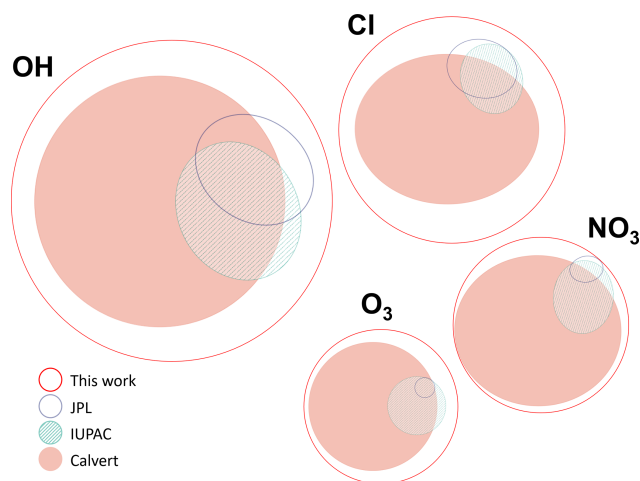 OH
Cl
NO₃
O₃
This work
JPL
IUPAC
Calvert